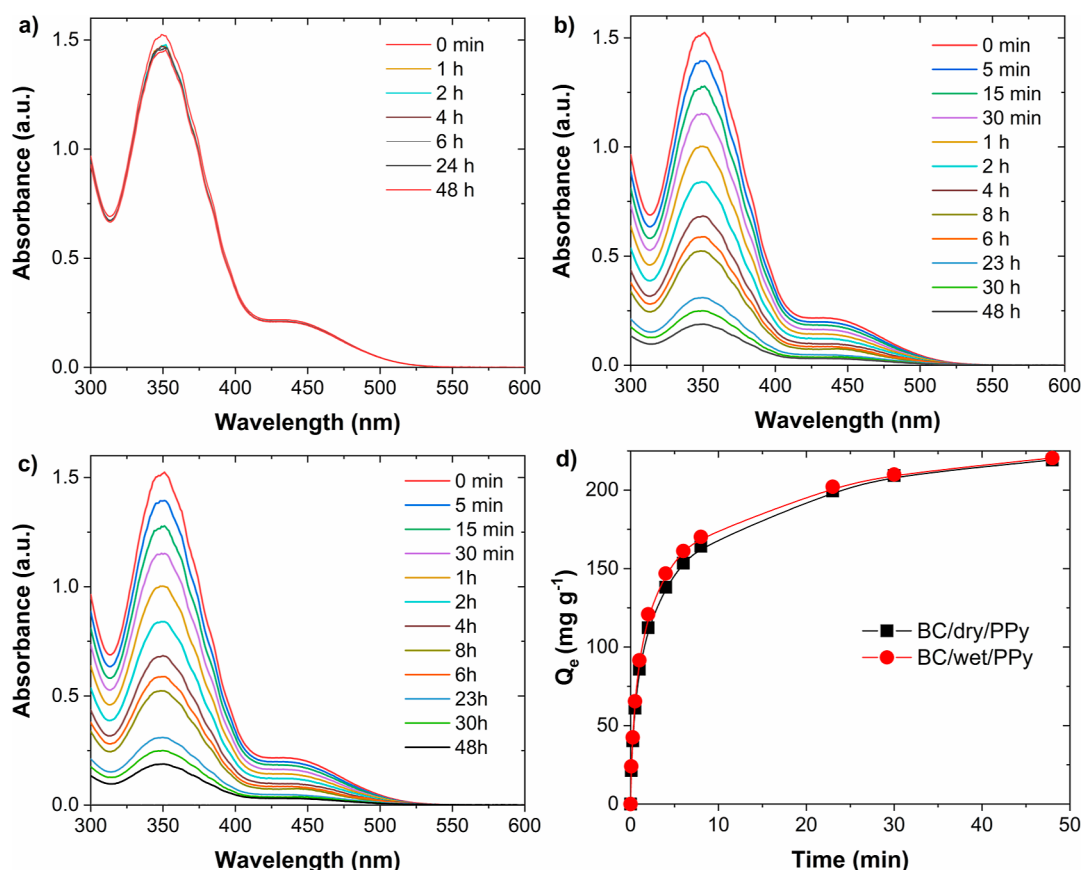 a)
1.5
1.0
0.5
0.0
Absorbance (a.u.)
300 350 400 450 500 550 600
Wavelength (nm)
0 min
1 h
2 h
4 h
6 h
24 h
48 h
b)
1.5
1.0
0.5
0.0
Absorbance (a.u.)
300 350 400 450 500 550 600
Wavelength (nm)
0 min
5 min
15 min
30 min
1 h
2 h
4 h
8 h
6 h
23 h
30 h
48 h
c)
1.5
1.0
0.5
0.0
Absorbance (a.u.)
300 350 400 450 500 550 600
Wavelength (nm)
0 min
5 min
15 min
30 min
1h
2h
4h
8h
6h
23h
30h
48h
d)
200
150
100
50
0
Qe (mg g-1)
0 10 20 30 40 50
Time (min)
BC/dry/PPy
BC/wet/PPy